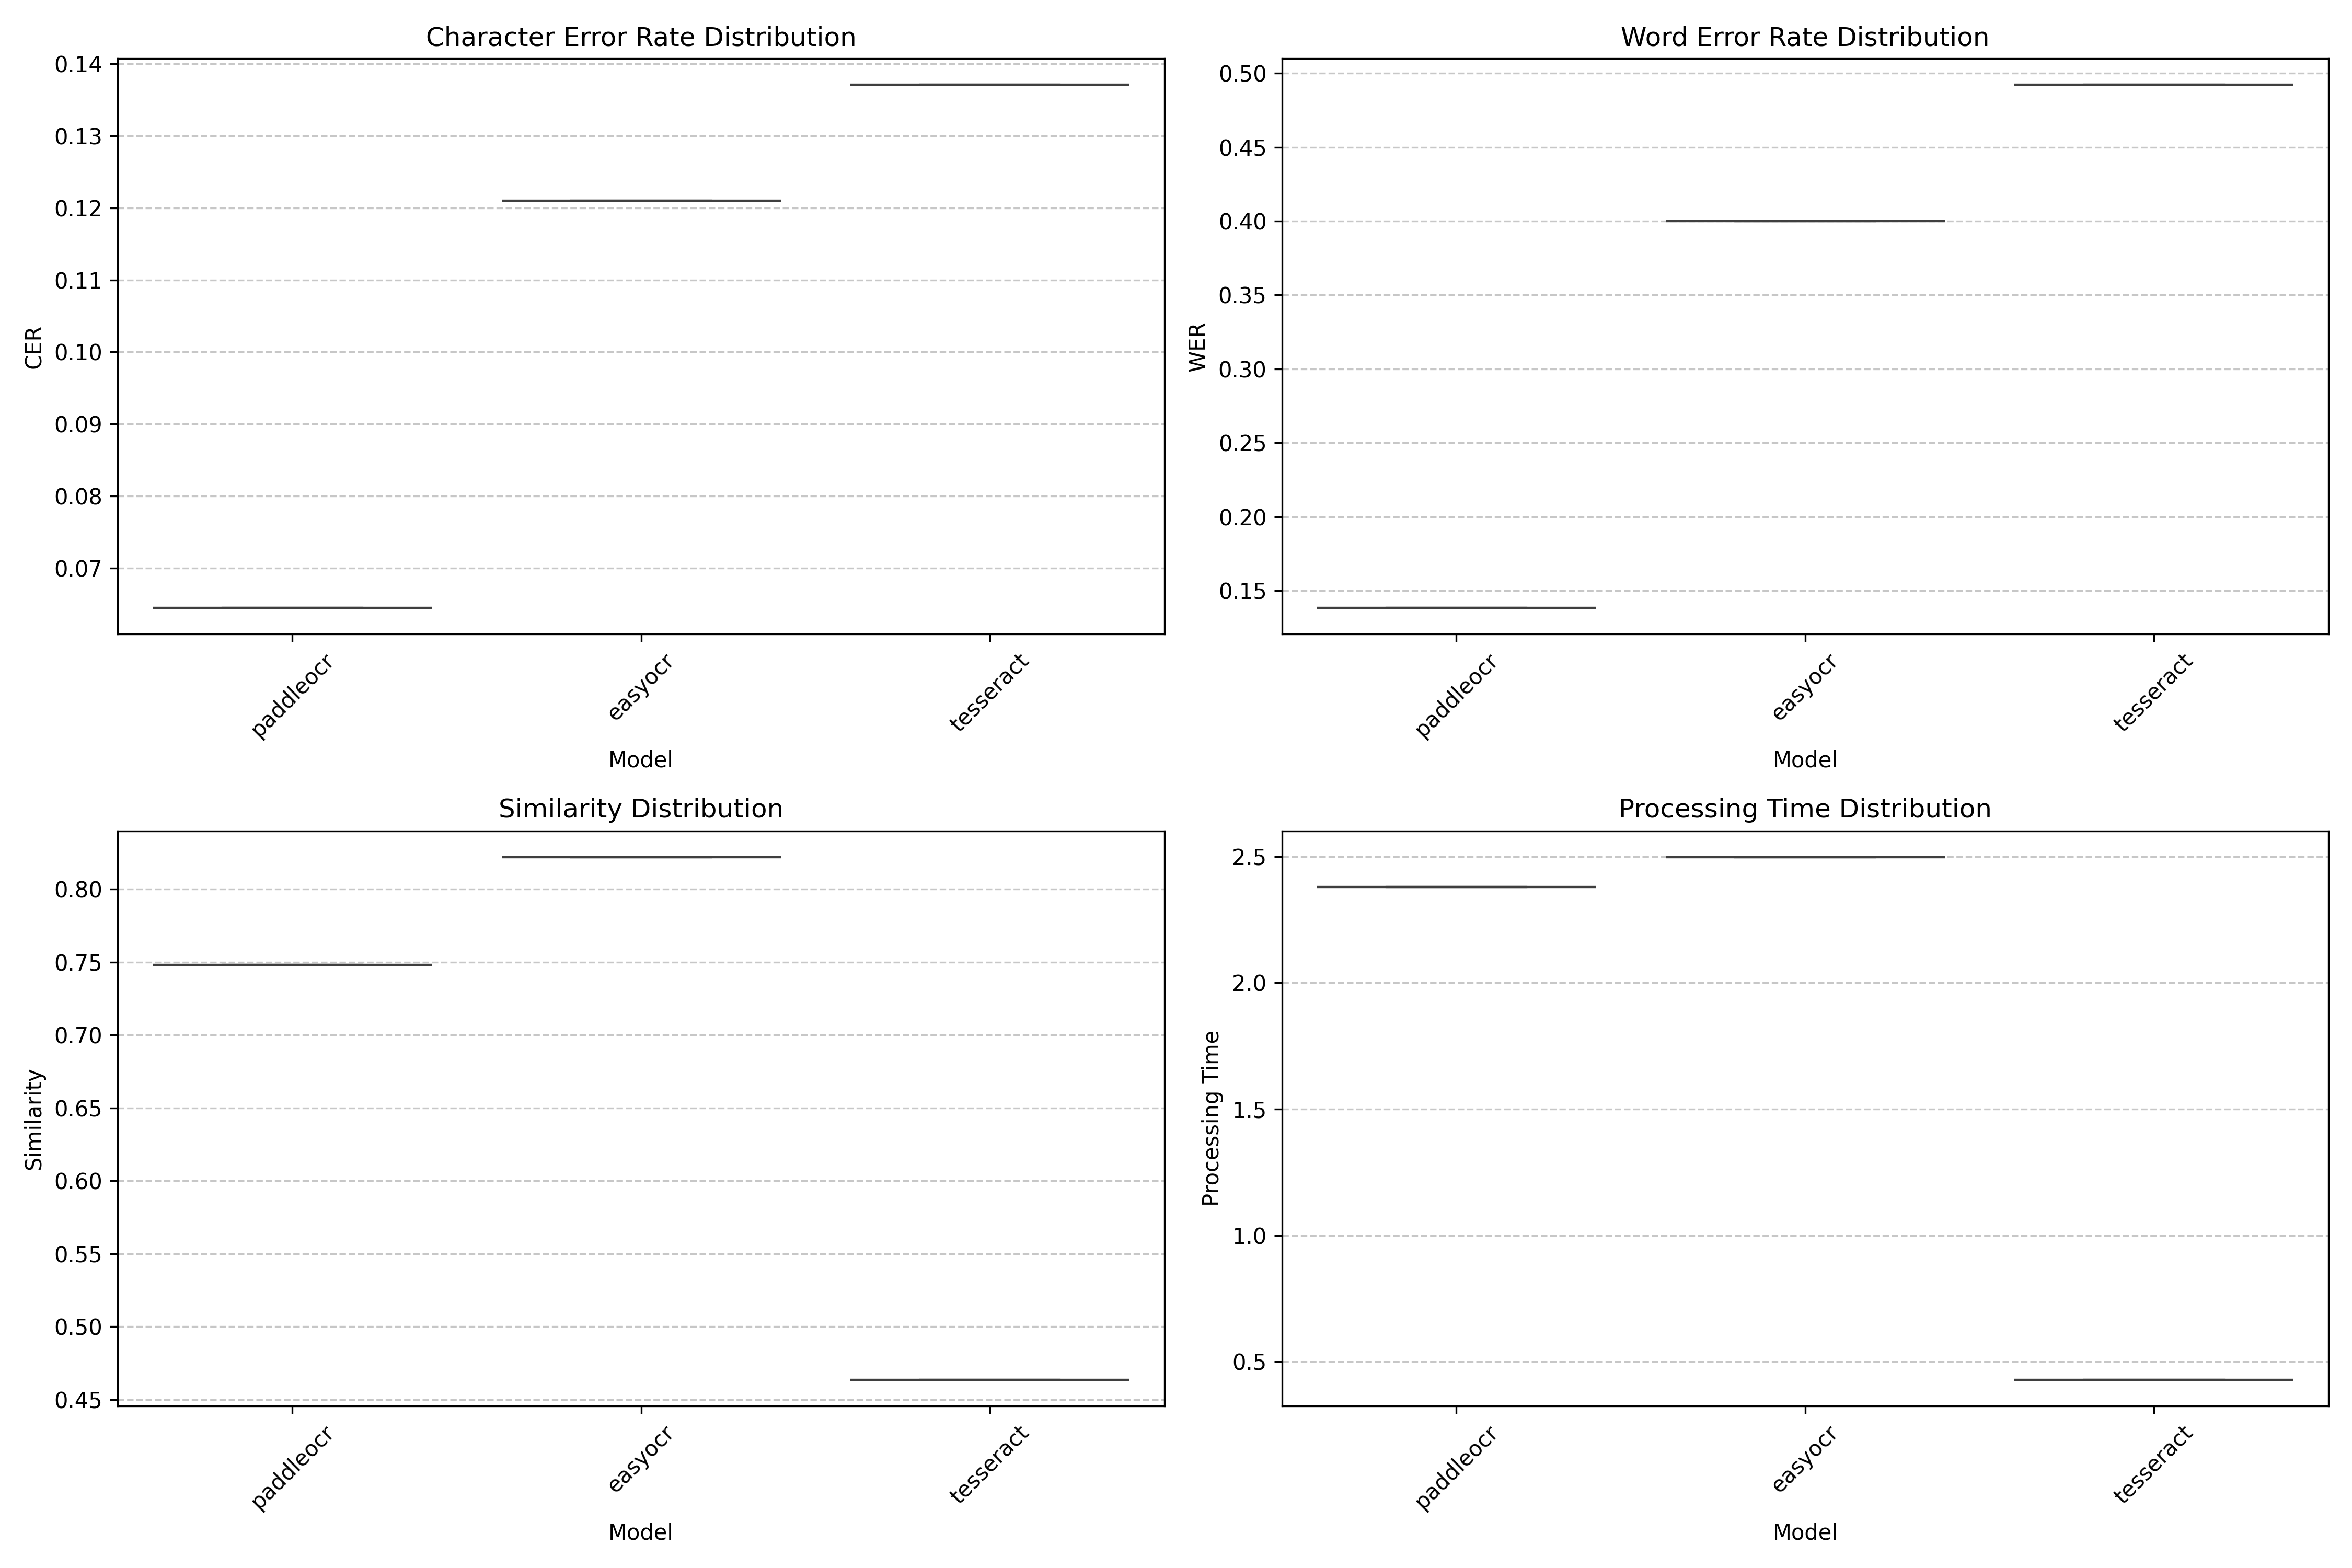 Character Error Rate Distribution
0.14
0.13
0.12
0.11
0.10
0.09
0.08
0.07
CER
paddleocr
easyocr
tesseract
Model
Word Error Rate Distribution
0.50
0.45
0.40
0.35
0.30
0.25
0.20
0.15
WER
paddleocr
easyocr
tesseract
Model
Similarity Distribution
0.80
0.75
0.70
0.65
0.60
0.55
0.50
0.45
Similarity
paddleocr
easyocr
tesseract
Model
Processing Time Distribution
2.5
2.0
1.5
1.0
0.5
Processing Time
paddleocr
easyocr
tesseract
Model